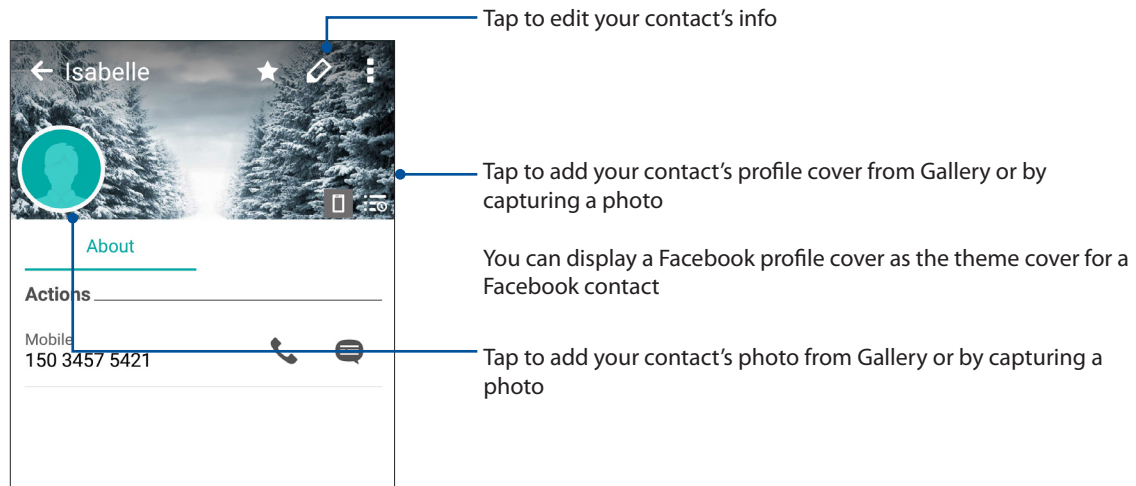 Tap to edit your contact’s info
Isabelle
Tap to add your contact’s profile cover from Gallery or by
capturing a photo
About
You can display a Facebook profile cover as the theme cover for a
Facebook contact
Actions
Mobile
150 3457 5421
Tap to add your contact’s photo from Gallery or by capturing a
photo